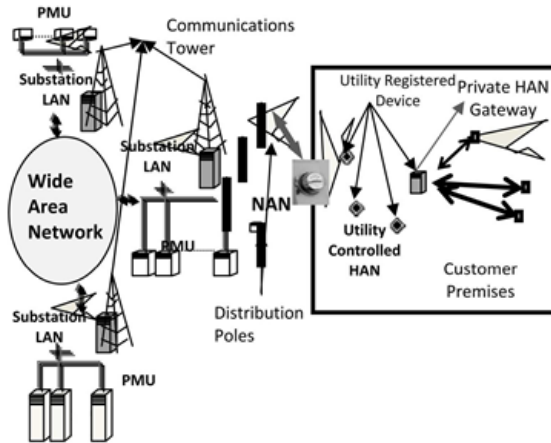 PMU
Communications
Tower
Substation
LAN
Utility Registered
Device
Private HAN
Gateway
Substation
LAN
Wide
Area
Network
NAN
PMU
Utility
Controlled
HAN
Customer
Premises
Substation
LAN
Distribution
Poles
PMU